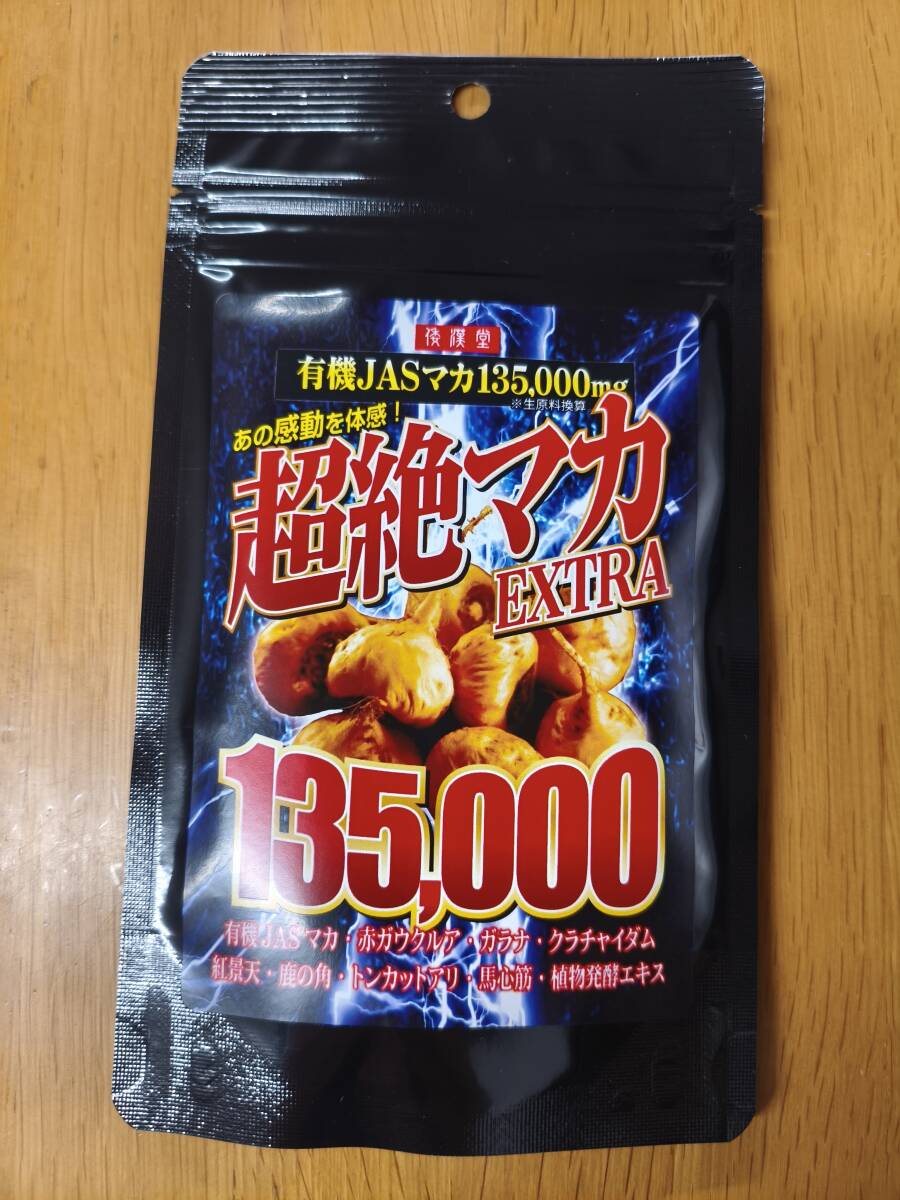 倭漢堂
有機JASマカ135,000mg
※生原料換算
あの感動を体感!
超絶マカ
EXTRA
135,000
有機JASマカ・赤ガウクルア・ガラナ・クラチャイダム
紅景天・鹿の角・トンカットアリ・馬心筋・植物発酵エキス